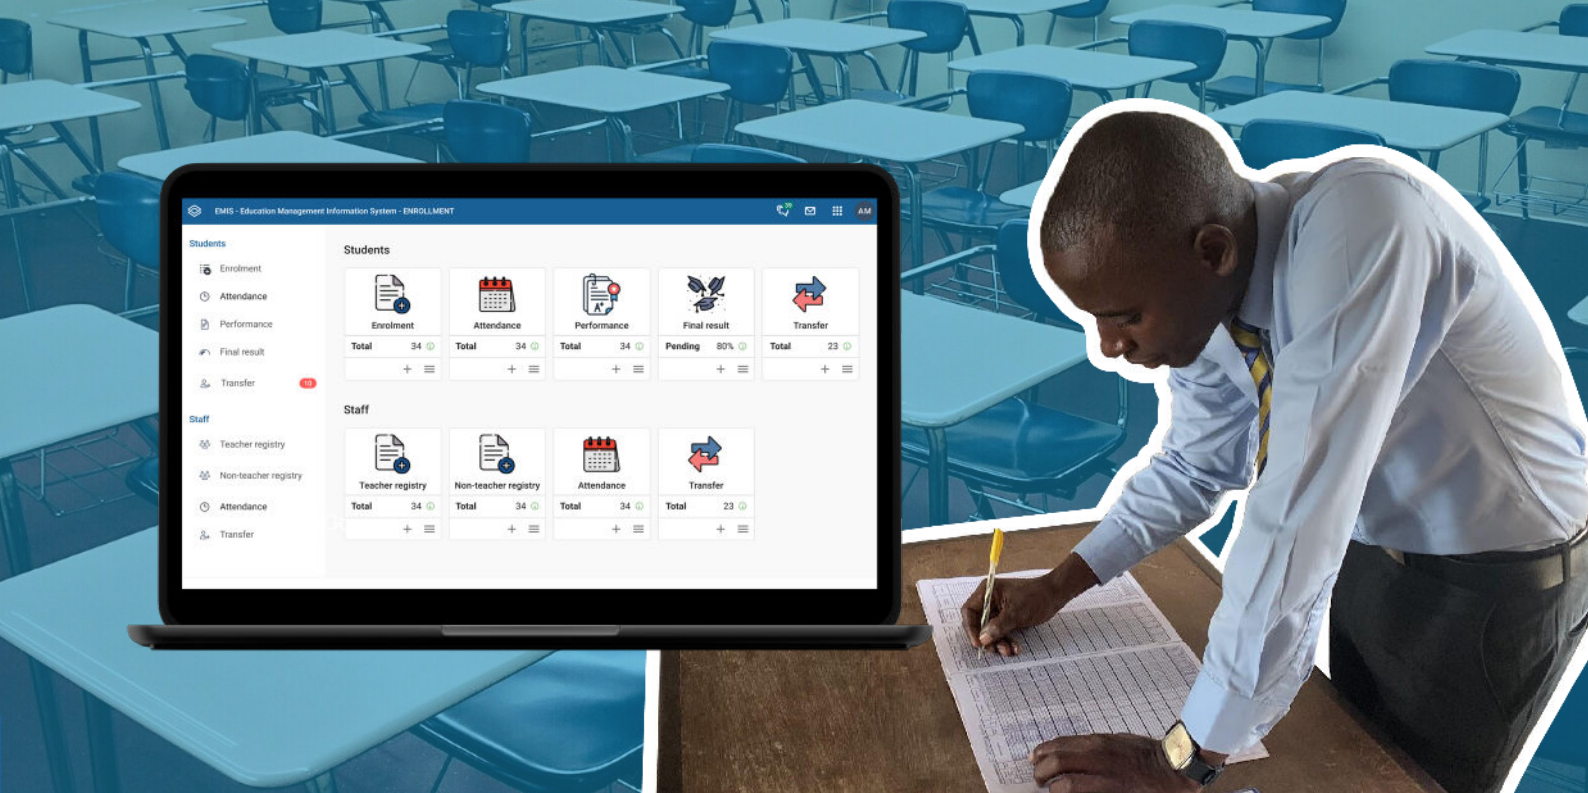 EMIS - Education Management Information System - ENROLLMENT
AM
Students
Enrolment
Attendance
Performance
Final result
Transfer
10
Staff
Teacher registry
Non-teacher registry
Attendance
Transfer
Students
Enrolment
Attendance
A+
Performance
Final result
Transfer
Total 34
Total 34
Total 34
Pending 80%
Total 23
Staff
Teacher registry
Non-teacher registry
Attendance
Transfer
Total 34
Total 34
Total 34
Total 23